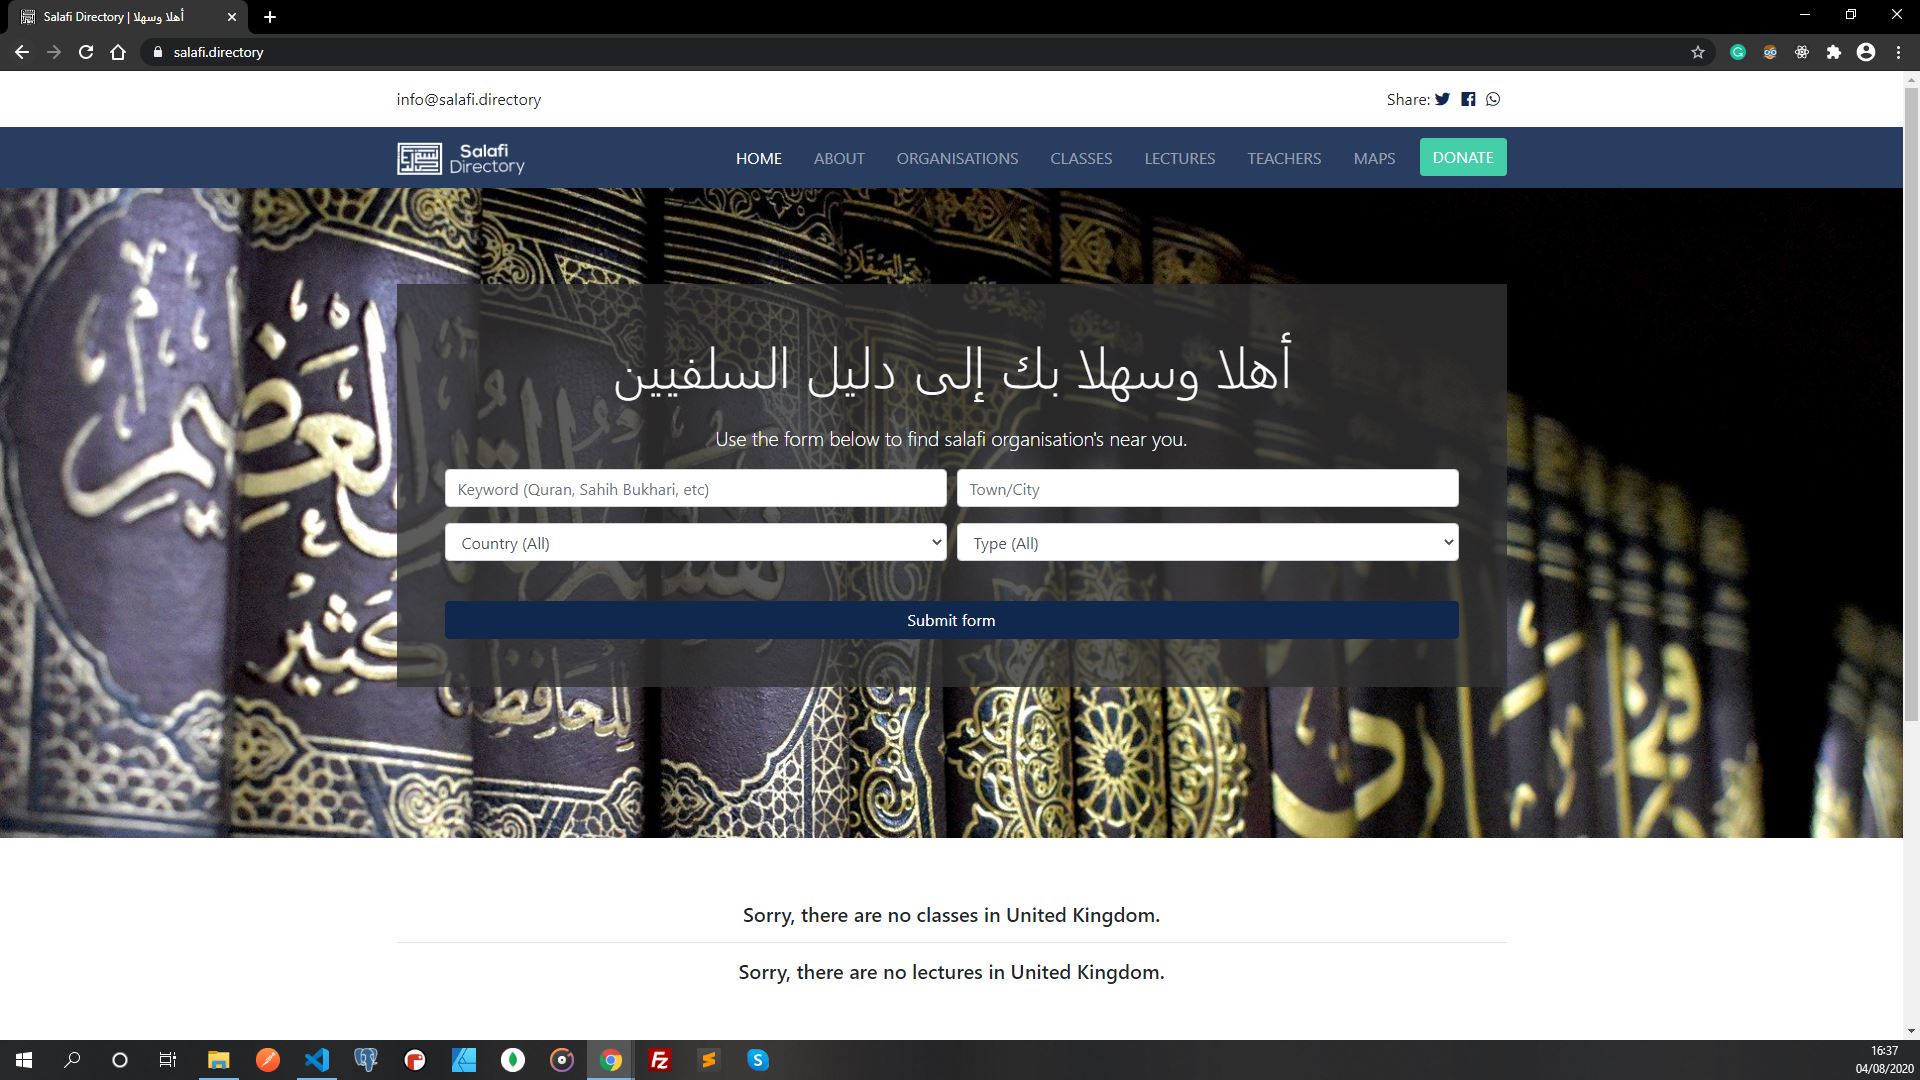 Salafi Directory | أهلا وسهلا
salafi.directory
info@salafi.directory
Share:
Salafi
Directory
HOME ABOUT ORGANISATIONS CLASSES LECTURES TEACHERS MAPS DONATE
العظيم
كثير
للحافظ
أهلا وسهلا بك إلى دليل السلفيين
Use the form below to find salafi organisation's near you.
Keyword (Quran, Sahih Bukhari, etc) Town/City
Country (All) Type (All)
Submit form
Sorry, there are no classes in United Kingdom.
Sorry, there are no lectures in United Kingdom.
16:37
04/08/2020